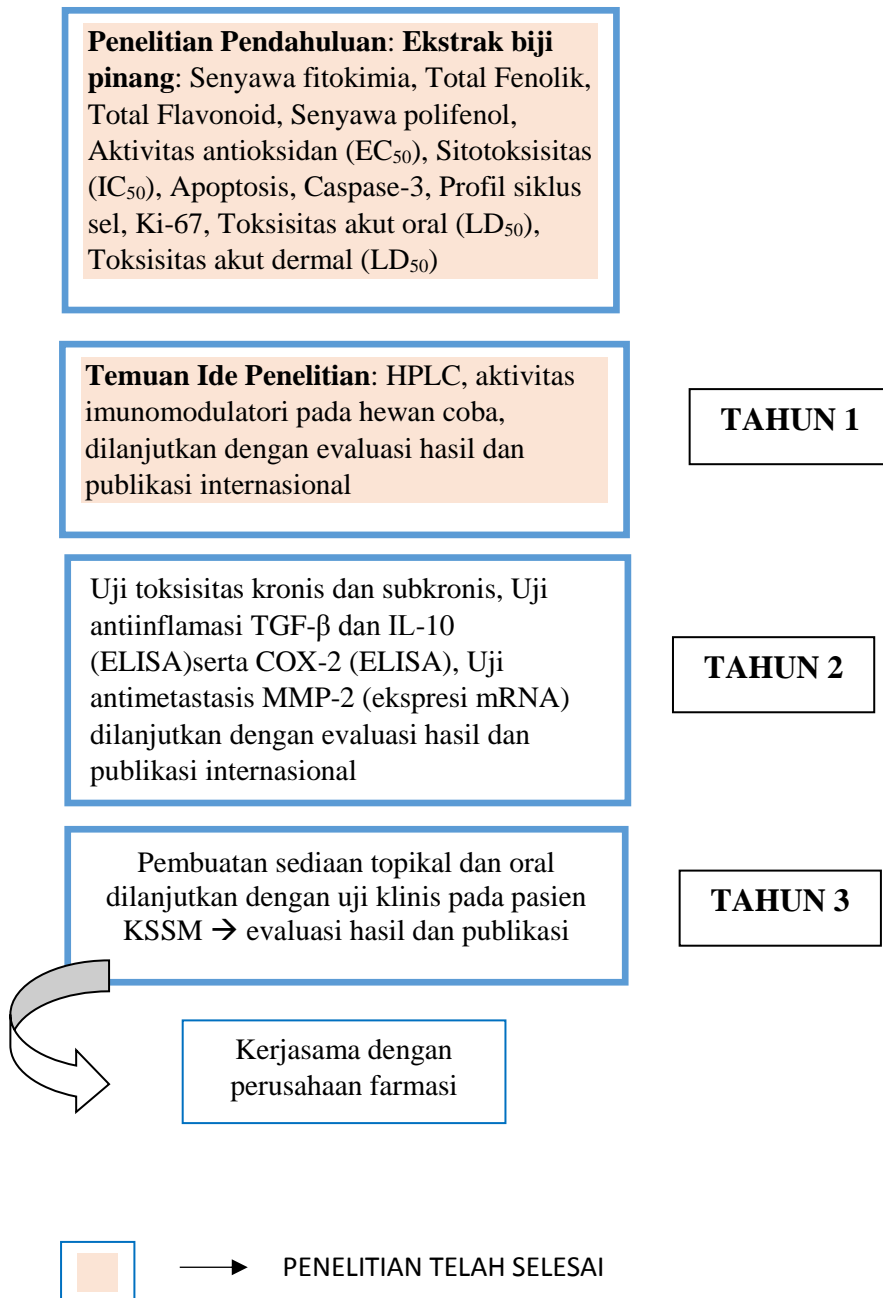 Penelitian Pendahuluan: Ekstrak biji
pinang: Senyawa fitokimia, Total Fenolik,
Total Flavonoid, Senyawa polifenol,
Aktivitas antioksidan (EC₅₀), Sitotoksisitas
(IC₅₀), Apoptosis, Caspase-3, Profil siklus
sel, Ki-67, Toksisitas akut oral (LD₅₀),
Toksisitas akut dermal (LD₅₀)
Temuan Ide Penelitian: HPLC, aktivitas
imunomodulatori pada hewan coba,
dilanjutkan dengan evaluasi hasil dan
publikasi internasional
TAHUN 1
Uji toksisitas kronis dan subkronis, Uji
antiinflamasi TGF-β dan IL-10
(ELISA)serta COX-2 (ELISA), Uji
antimetastasis MMP-2 (ekspresi mRNA)
dilanjutkan dengan evaluasi hasil dan
publikasi internasional
TAHUN 2
Pembuatan sediaan topikal dan oral
dilanjutkan dengan uji klinis pada pasien
KSSM → evaluasi hasil dan publikasi
TAHUN 3
Kerjasama dengan
perusahaan farmasi
PENELITIAN TELAH SELESAI